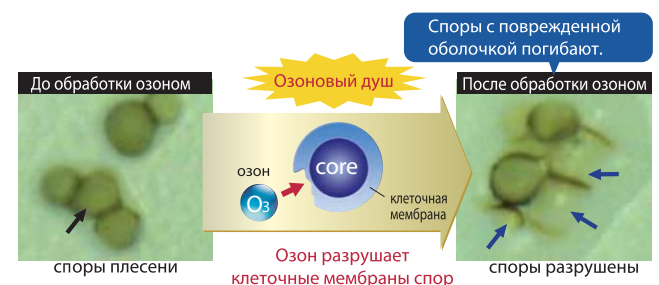 Споры с поврежденной
оболочкой погибают.
До обработки озоном
Озоновый душ
После обработки озоном
озон
O3
core
клеточная
мембрана
споры плесени
Озон разрушает
клеточные мембраны спор
споры разрушены